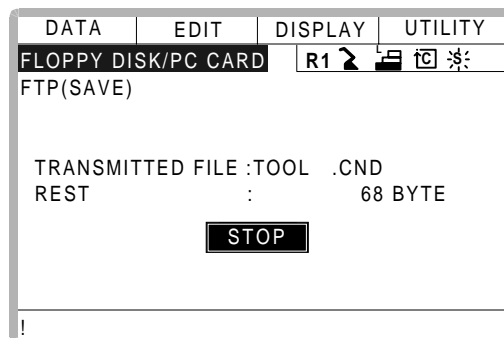 DATA EDIT DISPLAY UTILITY
FLOPPY DISK/PC CARD R1 C S
FTP(SAVE)
TRANSMITTED FILE :TOOL .CND
REST : 68 BYTE
STOP
!